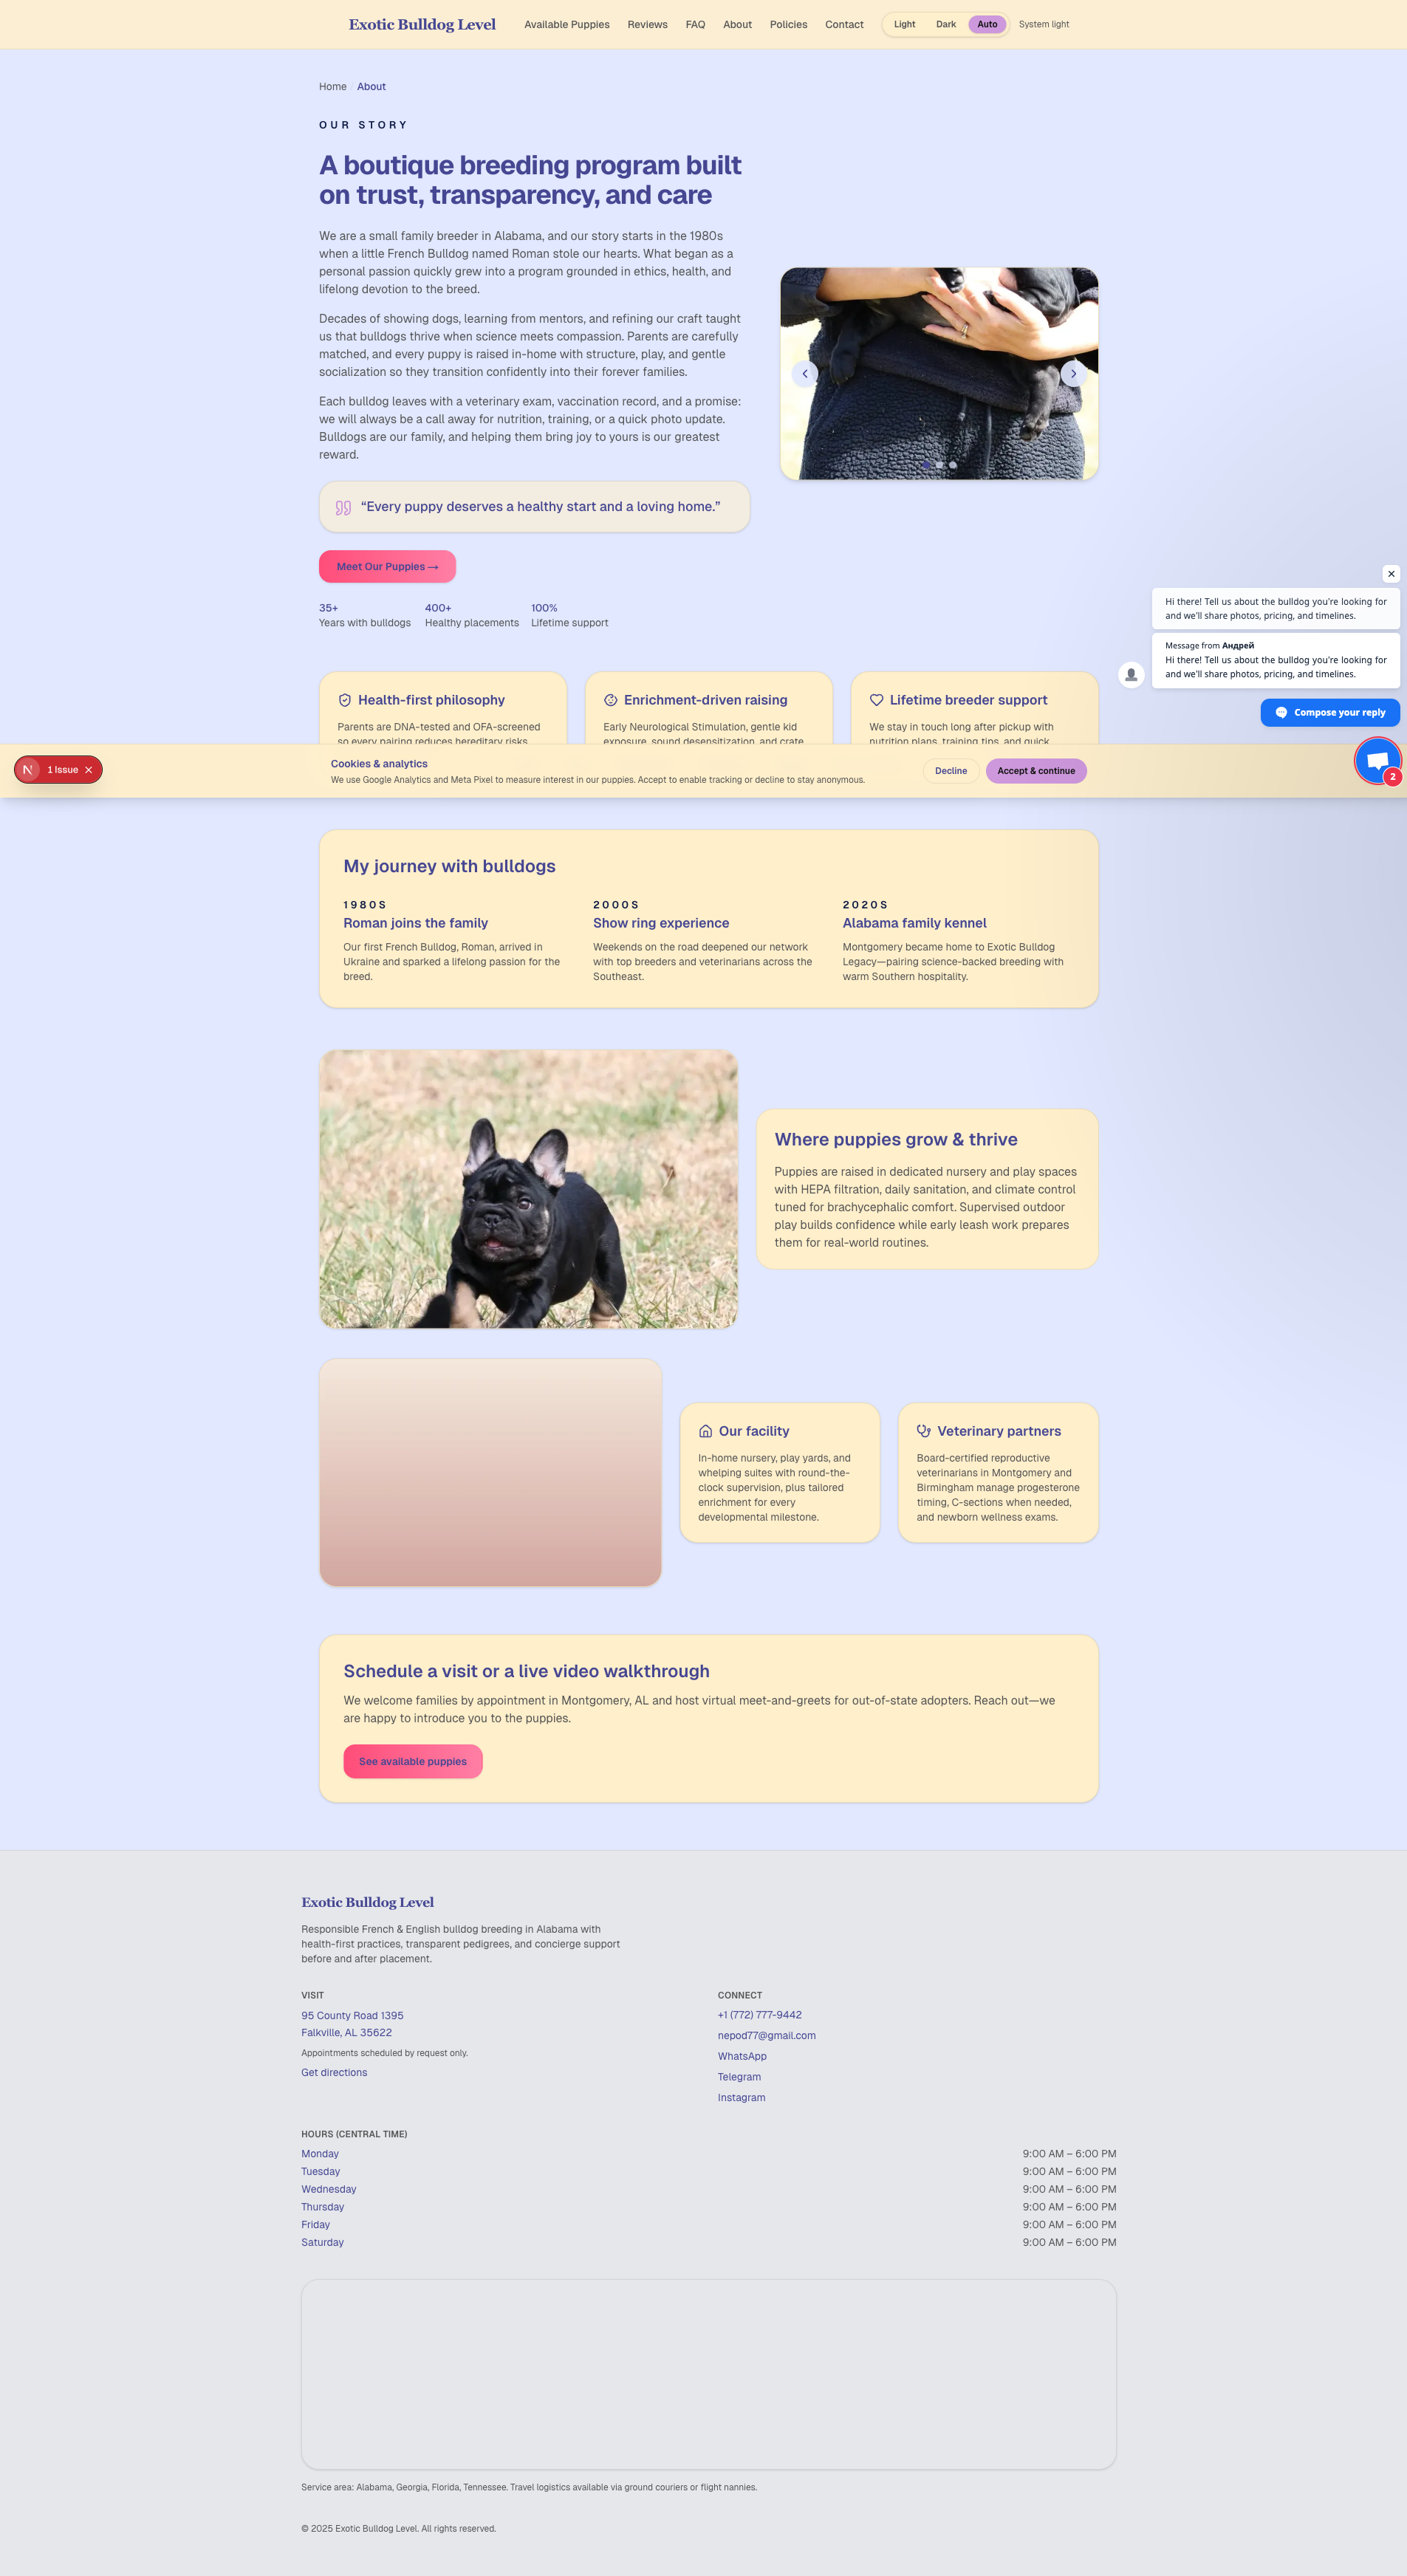 Exotic Bulldog Level
Available Puppies
Reviews
FAQ
About
Policies
Contact
Light
Dark
Auto
System light
Home / About
OUR STORY
A boutique breeding program built
on trust, transparency, and care
We are a small family breeder in Alabama, and our story starts in the 1980s
when a little French Bulldog named Roman stole our hearts. What began as a
personal passion quickly grew into a program grounded in ethics, health, and
lifelong devotion to the breed.
Decades of showing dogs, learning from mentors, and refining our craft taught
us that bulldogs thrive when science meets compassion. Parents are carefully
matched, and every puppy is raised in-home with structure, play, and gentle
socialization so they transition confidently into their forever families.
Each bulldog leaves with a veterinary exam, vaccination record, and a promise:
we will always be a call away for nutrition, training, or a quick photo update.
Bulldogs are our family, and helping them bring joy to yours is our greatest
reward.
“Every puppy deserves a healthy start and a loving home.”
Meet Our Puppies →
35+
Years with bulldogs
400+
Healthy placements
100%
Lifetime support
Hi there! Tell us about the bulldog you're looking for
and we'll share photos, pricing, and timelines.
Message from Андрей
Hi there! Tell us about the bulldog you're looking for
and we'll share photos, pricing, and timelines.
Compose your reply
2
Health-first philosophy
Parents are DNA-tested and OFA-screened
so every pairing reduces hereditary risks
Enrichment-driven raising
Early Neurological Stimulation, gentle kid
exposure, sound desensitization, and crate
Lifetime breeder support
We stay in touch long after pickup with
nutrition plans, training tips, and quick
1 Issue
Cookies & analytics
We use Google Analytics and Meta Pixel to measure interest in our puppies. Accept to enable tracking or decline to stay anonymous.
Decline
Accept & continue
My journey with bulldogs
1980S
Roman joins the family
Our first French Bulldog, Roman, arrived in
Ukraine and sparked a lifelong passion for the
breed.
2000S
Show ring experience
Weekends on the road deepened our network
with top breeders and veterinarians across the
Southeast.
2020S
Alabama family kennel
Montgomery became home to Exotic Bulldog
Legacy—pairing science-backed breeding with
warm Southern hospitality.
Where puppies grow & thrive
Puppies are raised in dedicated nursery and play spaces
with HEPA filtration, daily sanitation, and climate control
tuned for brachycephalic comfort. Supervised outdoor
play builds confidence while early leash work prepares
them for real-world routines.
Our facility
In-home nursery, play yards, and
whelping suites with round-the-
clock supervision, plus tailored
enrichment for every
developmental milestone.
Veterinary partners
Board-certified reproductive
veterinarians in Montgomery and
Birmingham manage progesterone
timing, C-sections when needed,
and newborn wellness exams.
Schedule a visit or a live video walkthrough
We welcome families by appointment in Montgomery, AL and host virtual meet-and-greets for out-of-state adopters. Reach out—we
are happy to introduce you to the puppies.
See available puppies
Exotic Bulldog Level
Responsible French & English bulldog breeding in Alabama with
health-first practices, transparent pedigrees, and concierge support
before and after placement.
VISIT
95 County Road 1395
Falkville, AL 35622
Appointments scheduled by request only.
Get directions
CONNECT
+1 (772) 777-9442
nepod77@gmail.com
WhatsApp
Telegram
Instagram
HOURS (CENTRAL TIME)
Monday 9:00 AM – 6:00 PM
Tuesday 9:00 AM – 6:00 PM
Wednesday 9:00 AM – 6:00 PM
Thursday 9:00 AM – 6:00 PM
Friday 9:00 AM – 6:00 PM
Saturday 9:00 AM – 6:00 PM
Service area: Alabama, Georgia, Florida, Tennessee. Travel logistics available via ground couriers or flight nannies.
© 2025 Exotic Bulldog Level. All rights reserved.